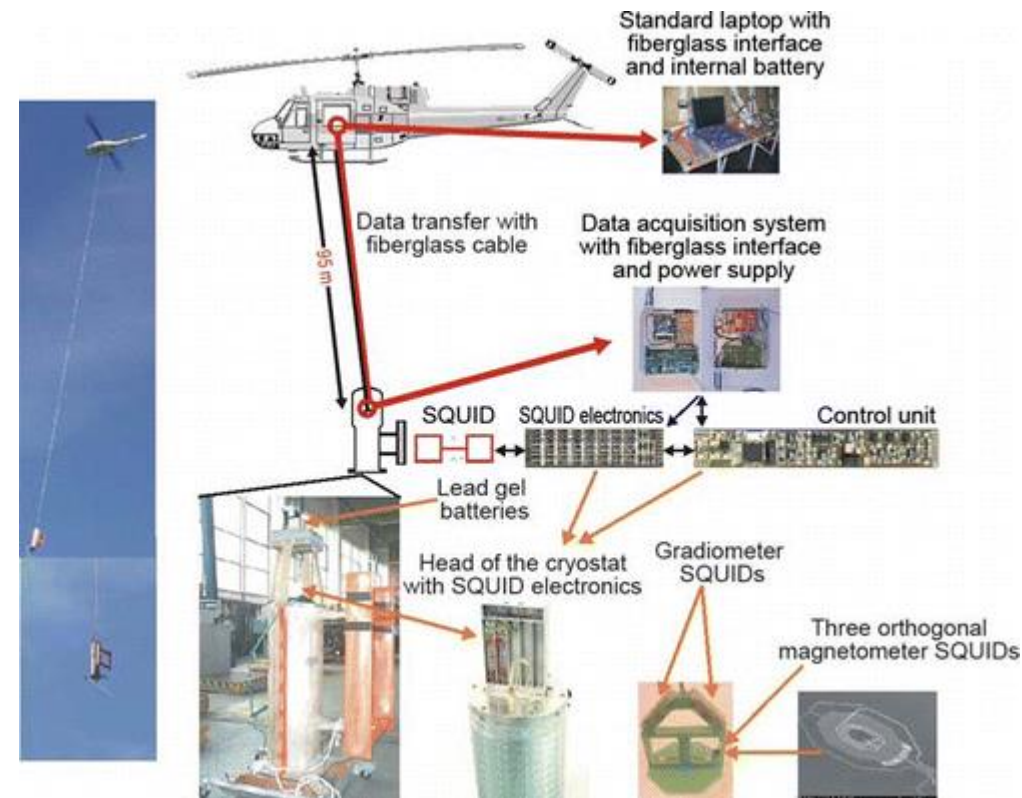 Standard laptop with
fiberglass interface
and internal battery
Data transfer with
fiberglass cable
95 m
Data acquisition system
with fiberglass interface
and power supply
SQUID
SQUID electronics
Control unit
Lead gel
batteries
Head of the cryostat
with SQUID electronics
Gradiometer
SQUIDs
Three orthogonal
magnetometer SQUIDs